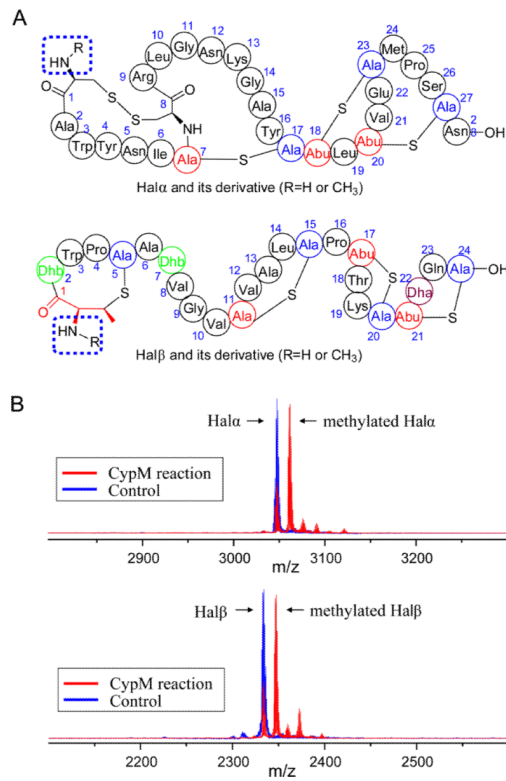 A
R
HN
O
1
S
S
Ala
2
Trp
3
Tyr
4
Asn
5
Ile
6
Ala
7
NH
8
O
Arg
9
Leu
10
Gly
11
Asn
12
Lys
13
Gly
14
Ala
15
Tyr
16
S
Ala
17
Abu
18
Leu
19
Abu
20
Val
21
Glu
22
S
Ala
23
Met
24
Pro
25
Ser
26
Ala
27
S
Asn
2
8
OH
Halα and its derivative (R=H or CH3)
O
1
HN
R
Dhb
2
Trp
3
Pro
4
Ala
5
S
Ala
6
Dhb
7
Val
8
Gly
9
Val
10
Ala
11
Val
12
Ala
13
Leu
14
Ala
15
S
Pro
16
Abu
17
Thr
18
Lys
19
Ala
20
S
Abu
21
Dha
22
Gln
23
Ala
24
S
OH
Halβ and its derivative (R=H or CH3)
B
Halα → ← methylated Halα
CypM reaction
Control
2900 3000 3100 3200
m/z
Halβ → ← methylated Halβ
CypM reaction
Control
2200 2300 2400 2500
m/z